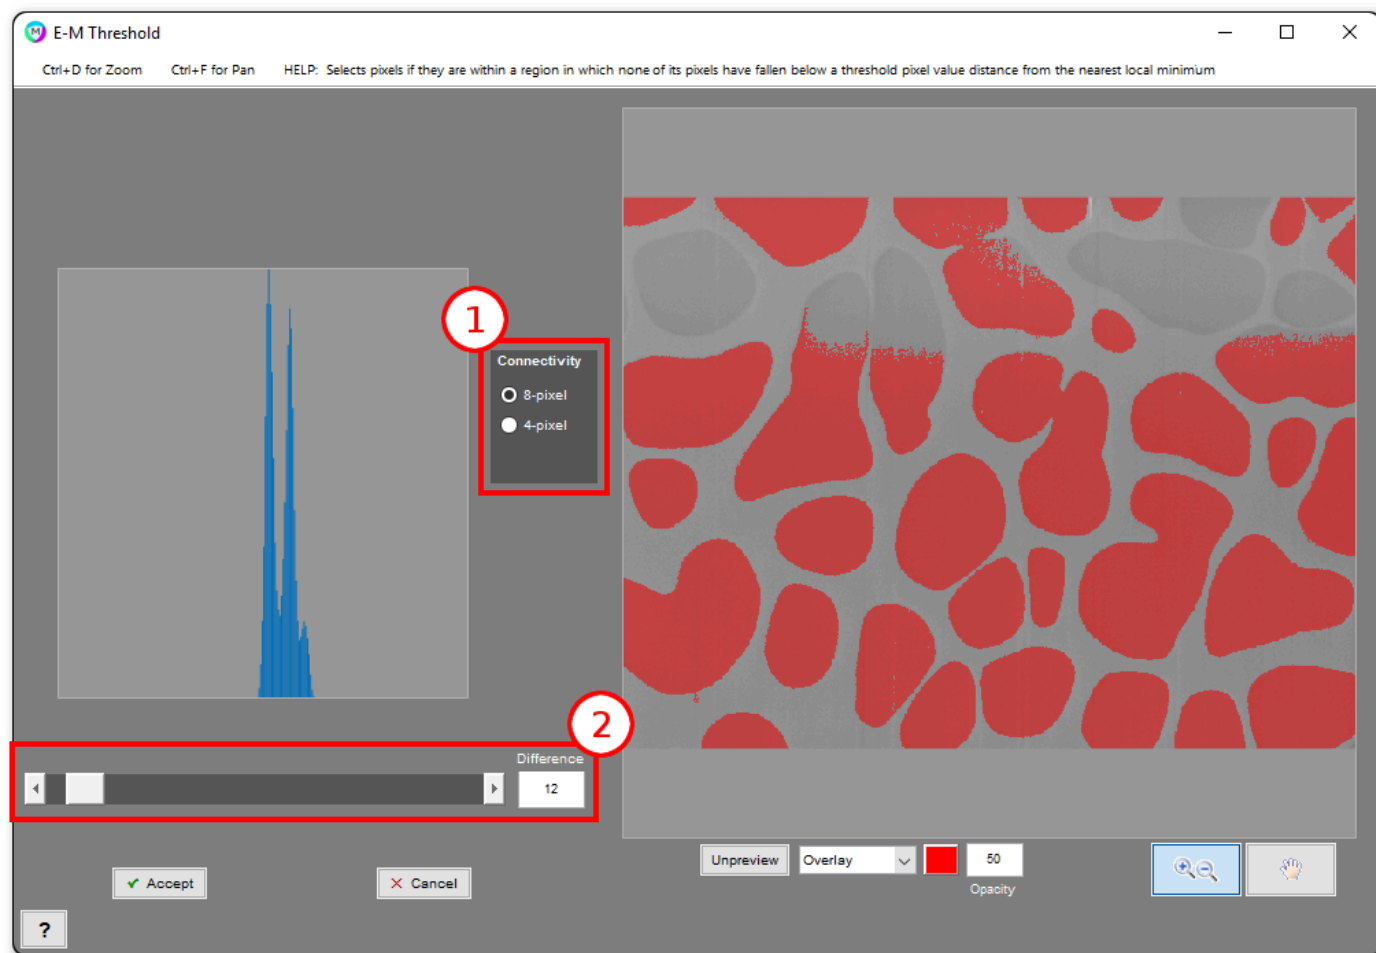 E-M Threshold
Ctrl+D for Zoom Ctrl+F for Pan HELP: Selects pixels if they are within a region in which none of its pixels have fallen below a threshold pixel value distance from the nearest local minimum
1
Connectivity
8-pixel
4-pixel
2
Difference
12
Unpreview Overlay 50
Opacity
Accept Cancel
?